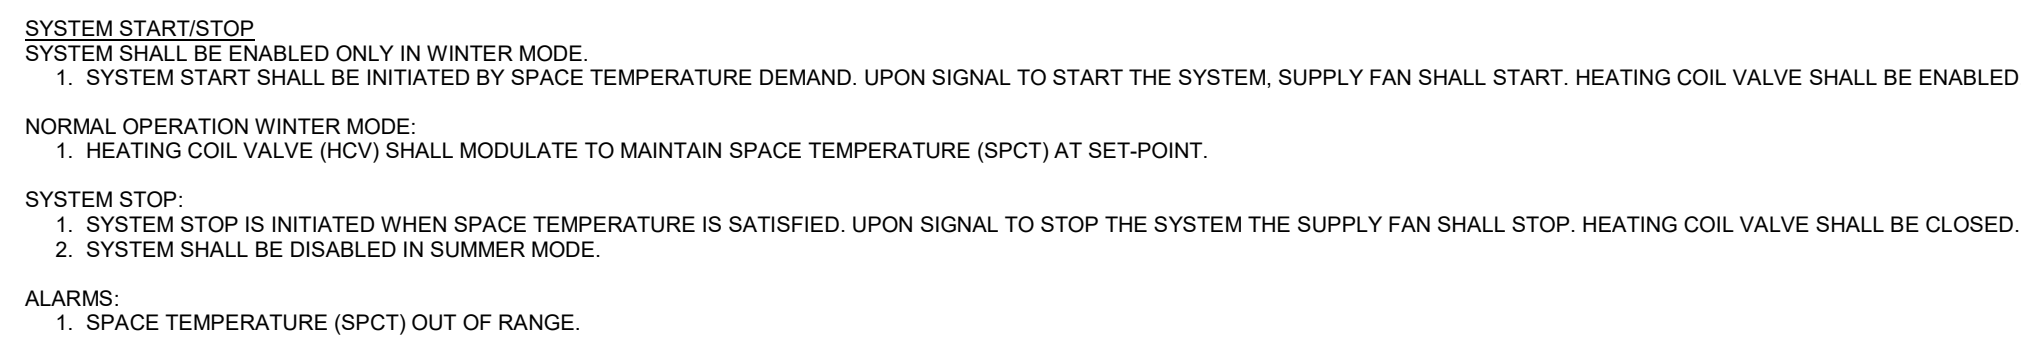 SYSTEM START/STOP
SYSTEM SHALL BE ENABLED ONLY IN WINTER MODE.
1. SYSTEM START SHALL BE INITIATED BY SPACE TEMPERATURE DEMAND. UPON SIGNAL TO START THE SYSTEM, SUPPLY FAN SHALL START. HEATING COIL VALVE SHALL BE ENABLED
NORMAL OPERATION WINTER MODE:
1. HEATING COIL VALVE (HCV) SHALL MODULATE TO MAINTAIN SPACE TEMPERATURE (SPCT) AT SET-POINT.
SYSTEM STOP:
1. SYSTEM STOP IS INITIATED WHEN SPACE TEMPERATURE IS SATISFIED. UPON SIGNAL TO STOP THE SYSTEM THE SUPPLY FAN SHALL STOP. HEATING COIL VALVE SHALL BE CLOSED.
2. SYSTEM SHALL BE DISABLED IN SUMMER MODE.
ALARMS:
1. SPACE TEMPERATURE (SPCT) OUT OF RANGE.